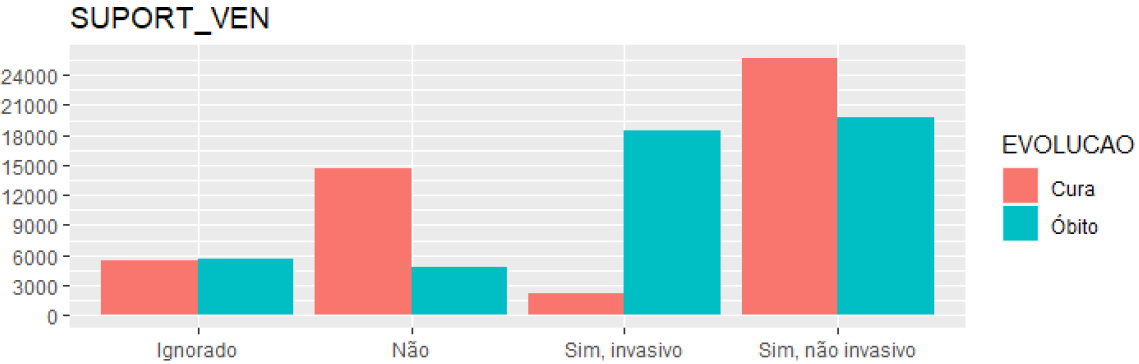 SUPORT_VEN
24000
21000
18000
15000
12000
9000
6000
3000
0
Ignorado
Não
Sim, invasivo
Sim, não invasivo
EVOLUCAO
Cura
Óbito